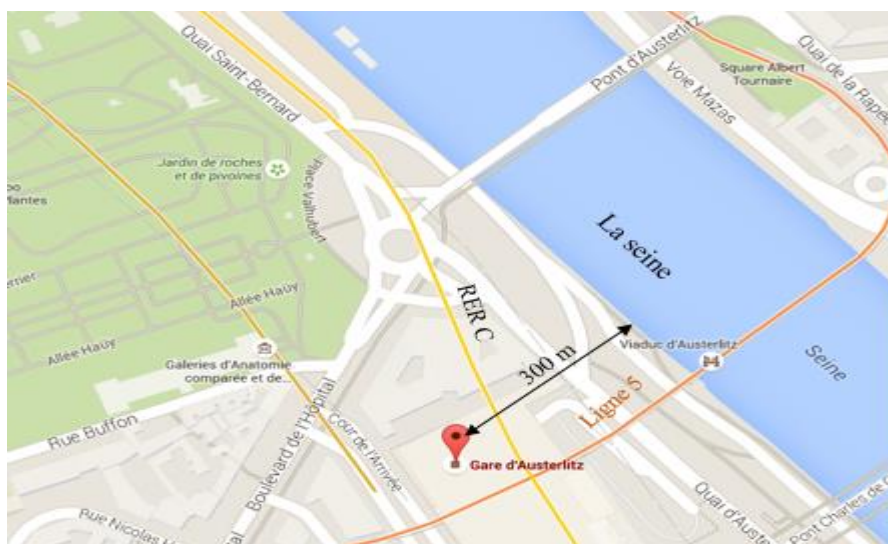 Quai Saint-Bernard
Pont d'Austerlitz
Quai de la Rapée
Square Albert
Tournaire
Voie Mazas
Jardin de roches
et de pivoines
Place Valhubert
Plantes
La seine
Allée Haüy
RER C
Viaduc d'Austerlitz
Allée Haüy
Galeries d'Anatomie
comparée et de...
300 m
Seine
Ligne 5
Rue Buffon
Boulevard de l'Hôpital
Cour de l'Arrivée
Gare d'Austerlitz
Quai d'Aust
Rue Nicolas
Pont Charles de